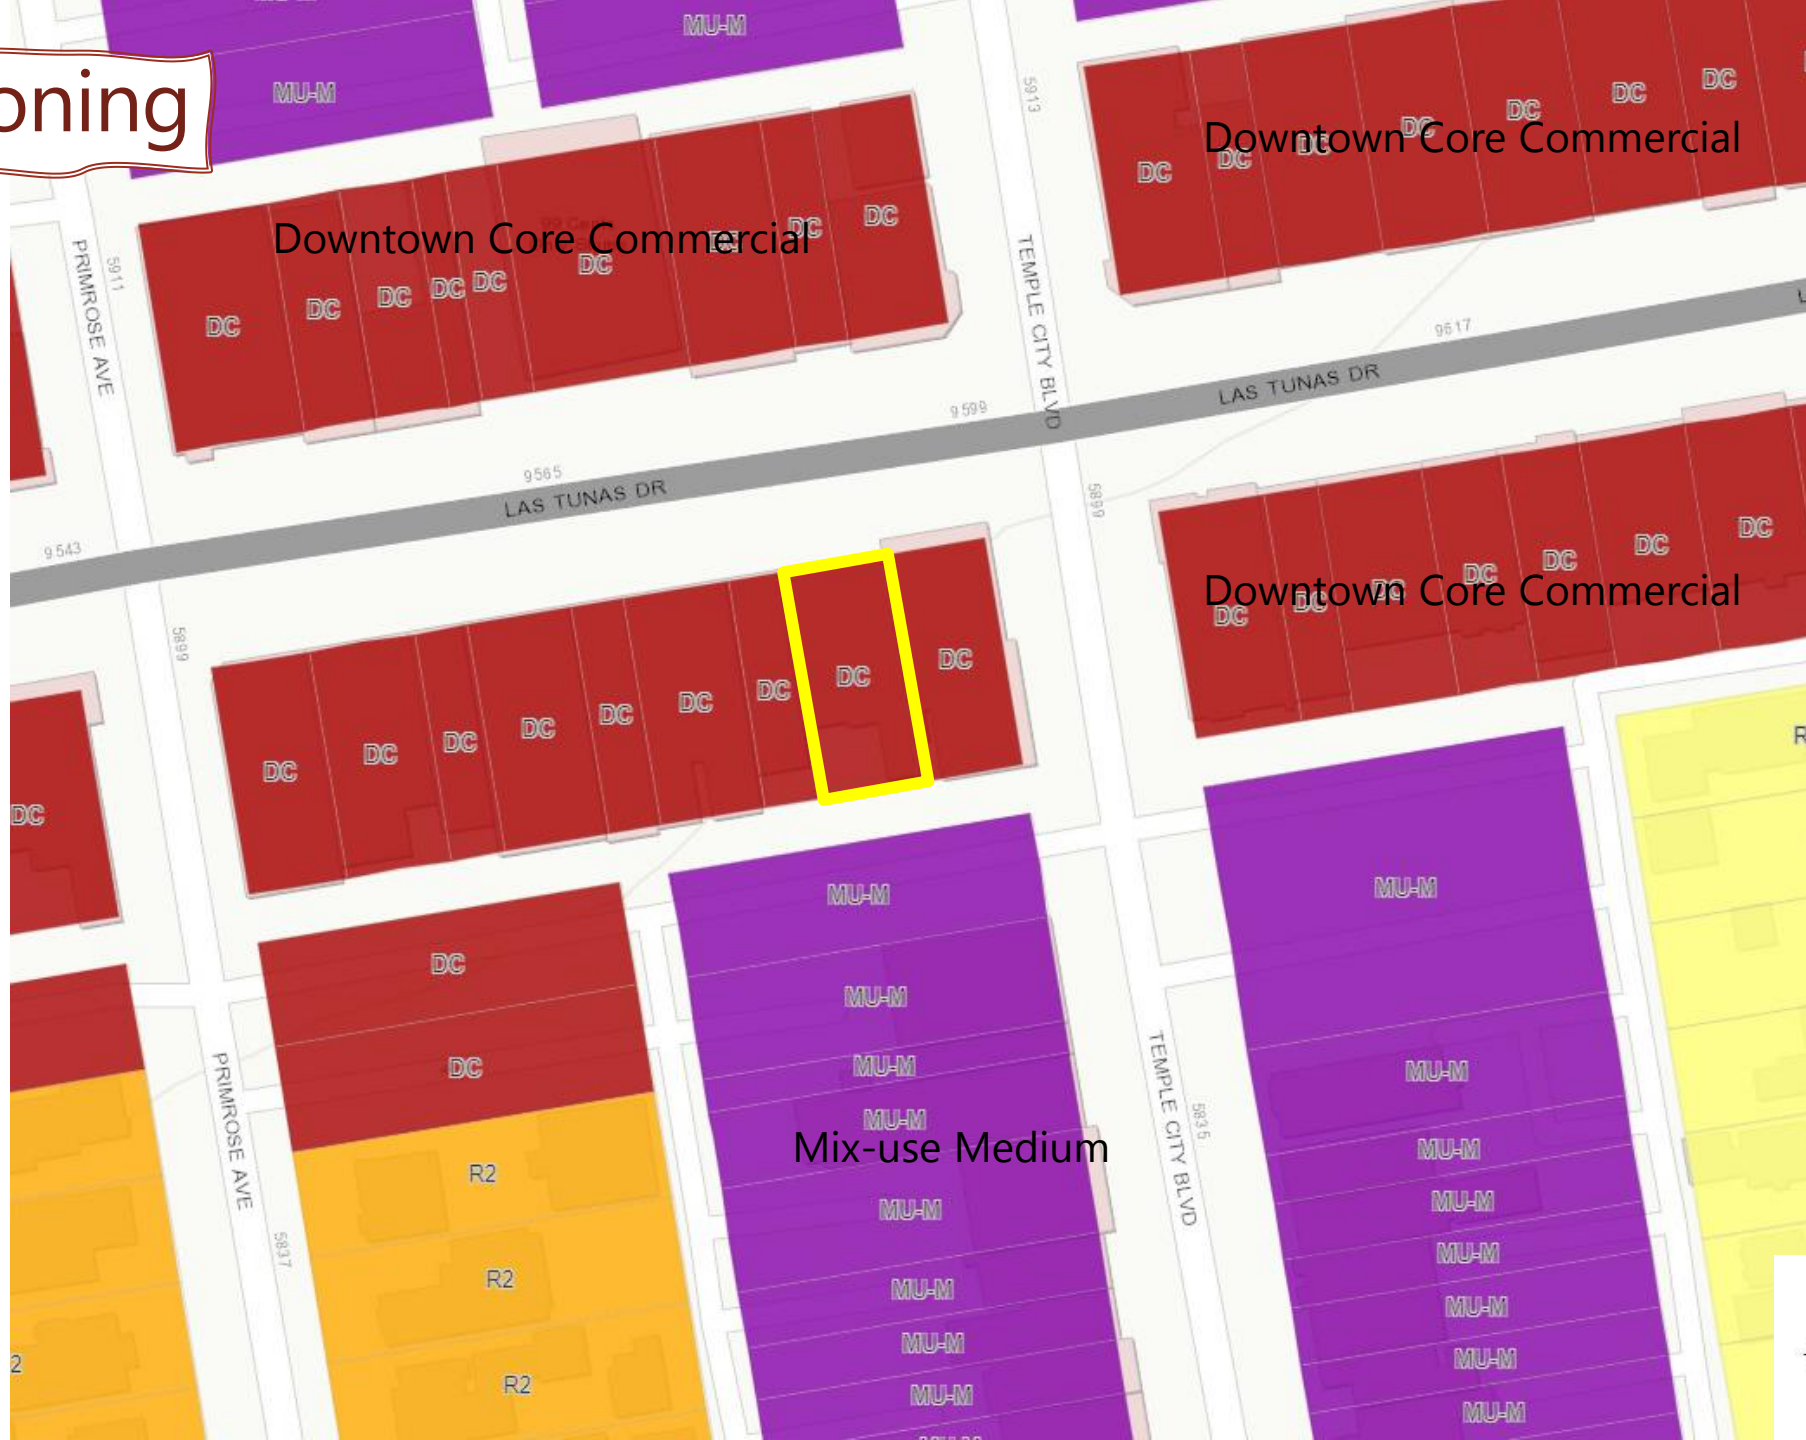 MU-M
MU-M
oning
5913
DC
DC
DC
DC
DC
DC
DC
Downtown Core Commercial
DC
DC
DC
DC
DC
DC
DC
DC
Downtown Core Commercial
99 Cents
PRIMROSE AVE
5911
TEMPLE CITY BLVD
9617
LAS TUNAS DR
9599
9565
LAS TUNAS DR
9543
5899
5899
DC
DC
DC
DC
DC
DC
DC
Downtown Core Commercial
DC
DC
DC
DC
DC
DC
DC
DC
DC
DC
R
MU-M
MU-M
DC
MU-M
DC
MU-M
MU-M
MU-M
Mix-use Medium
PRIMROSE AVE
TEMPLE CITY BLVD
5835
MU-M
R2
MU-M
MU-M
MU-M
5837
R2
MU-M
MU-M
MU-M
MU-M
2
R2
MU-M
MU-M